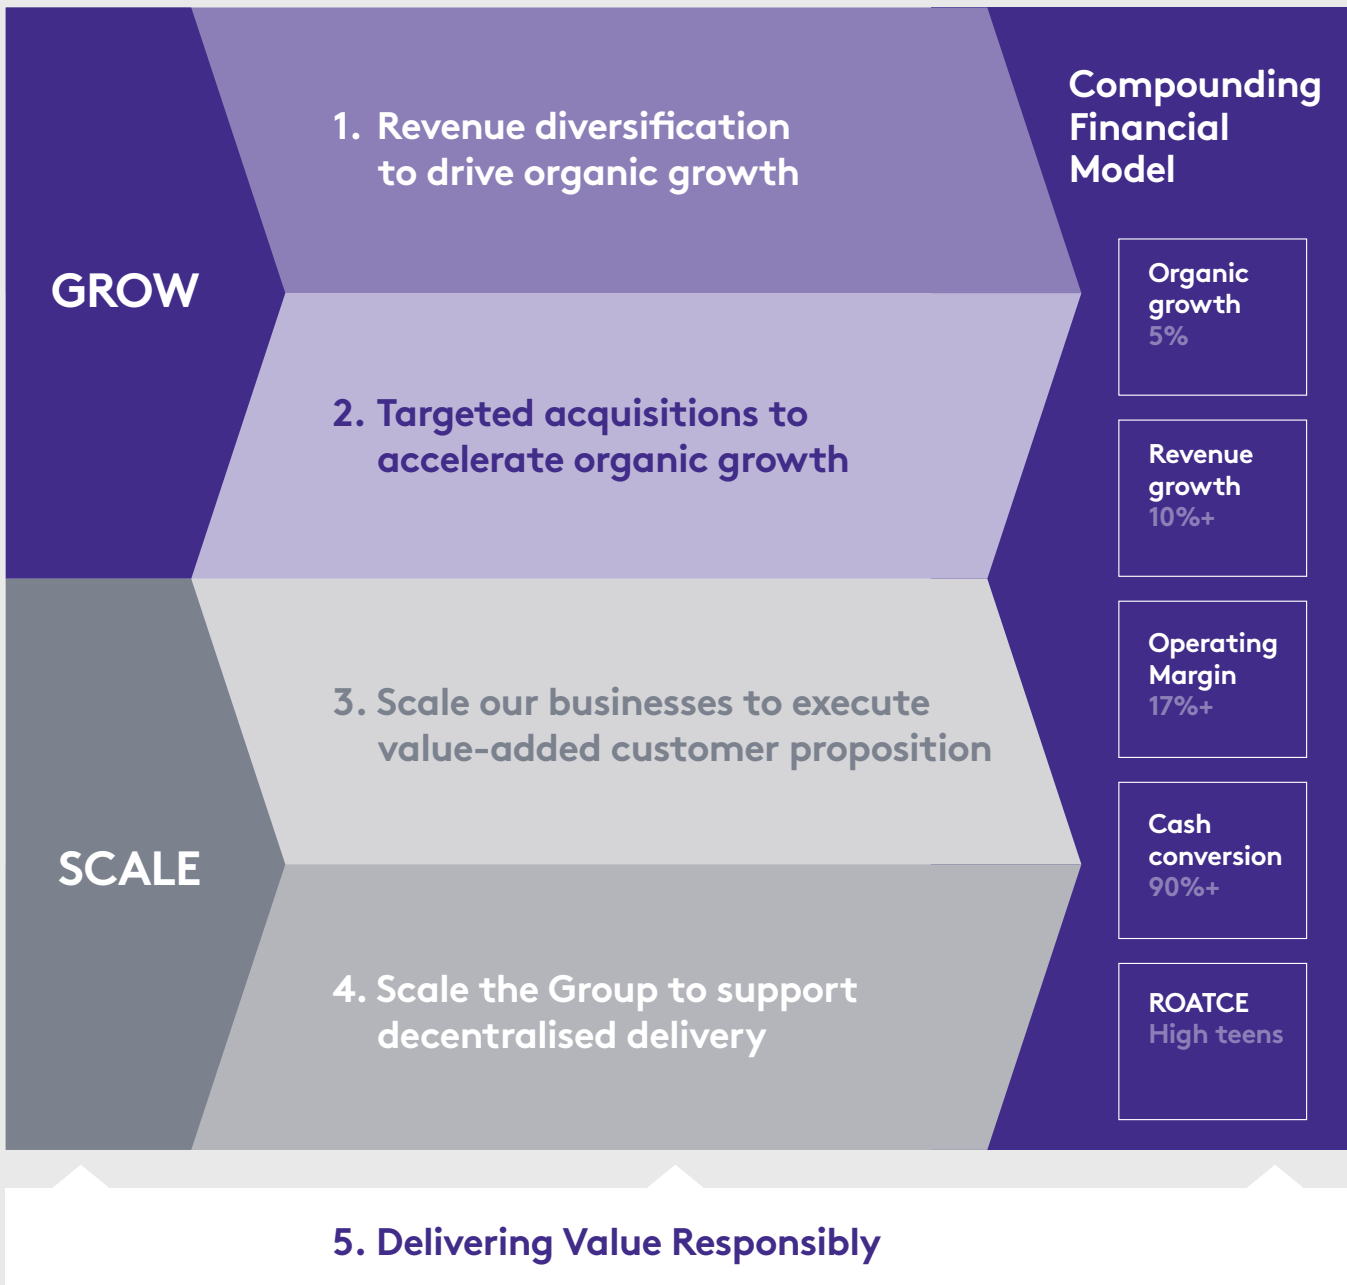 GROW
1. Revenue diversification
to drive organic growth
2. Targeted acquisitions to
accelerate organic growth
SCALE
3. Scale our businesses to execute
value-added customer proposition
4. Scale the Group to support
decentralised delivery
Compounding
Financial
Model
Organic
growth
5%
Revenue
growth
10%+
Operating
Margin
17%+
Cash
conversion
90%+
ROATCE
High teens
5. Delivering Value Responsibly